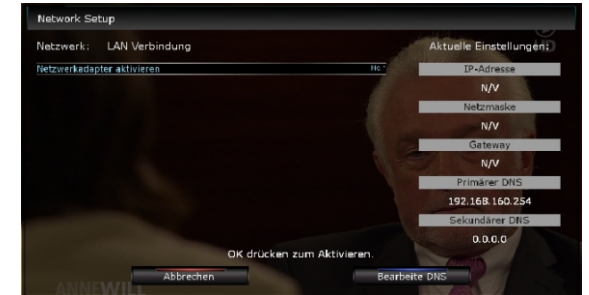 Network Setup
Netzwerk: LAN Verbindung
Aktuelle Einstellungen:
Netzwerkadapter aktivieren
IP-Adresse
N/V
Netzmaske
N/V
Gateway
N/V
Primärer DNS
192.168.160.254
Sekundärer DNS
0.0.0.0
OK drücken zum Aktivieren.
Abbrechen
Bearbeite DNS
ANNE WILL